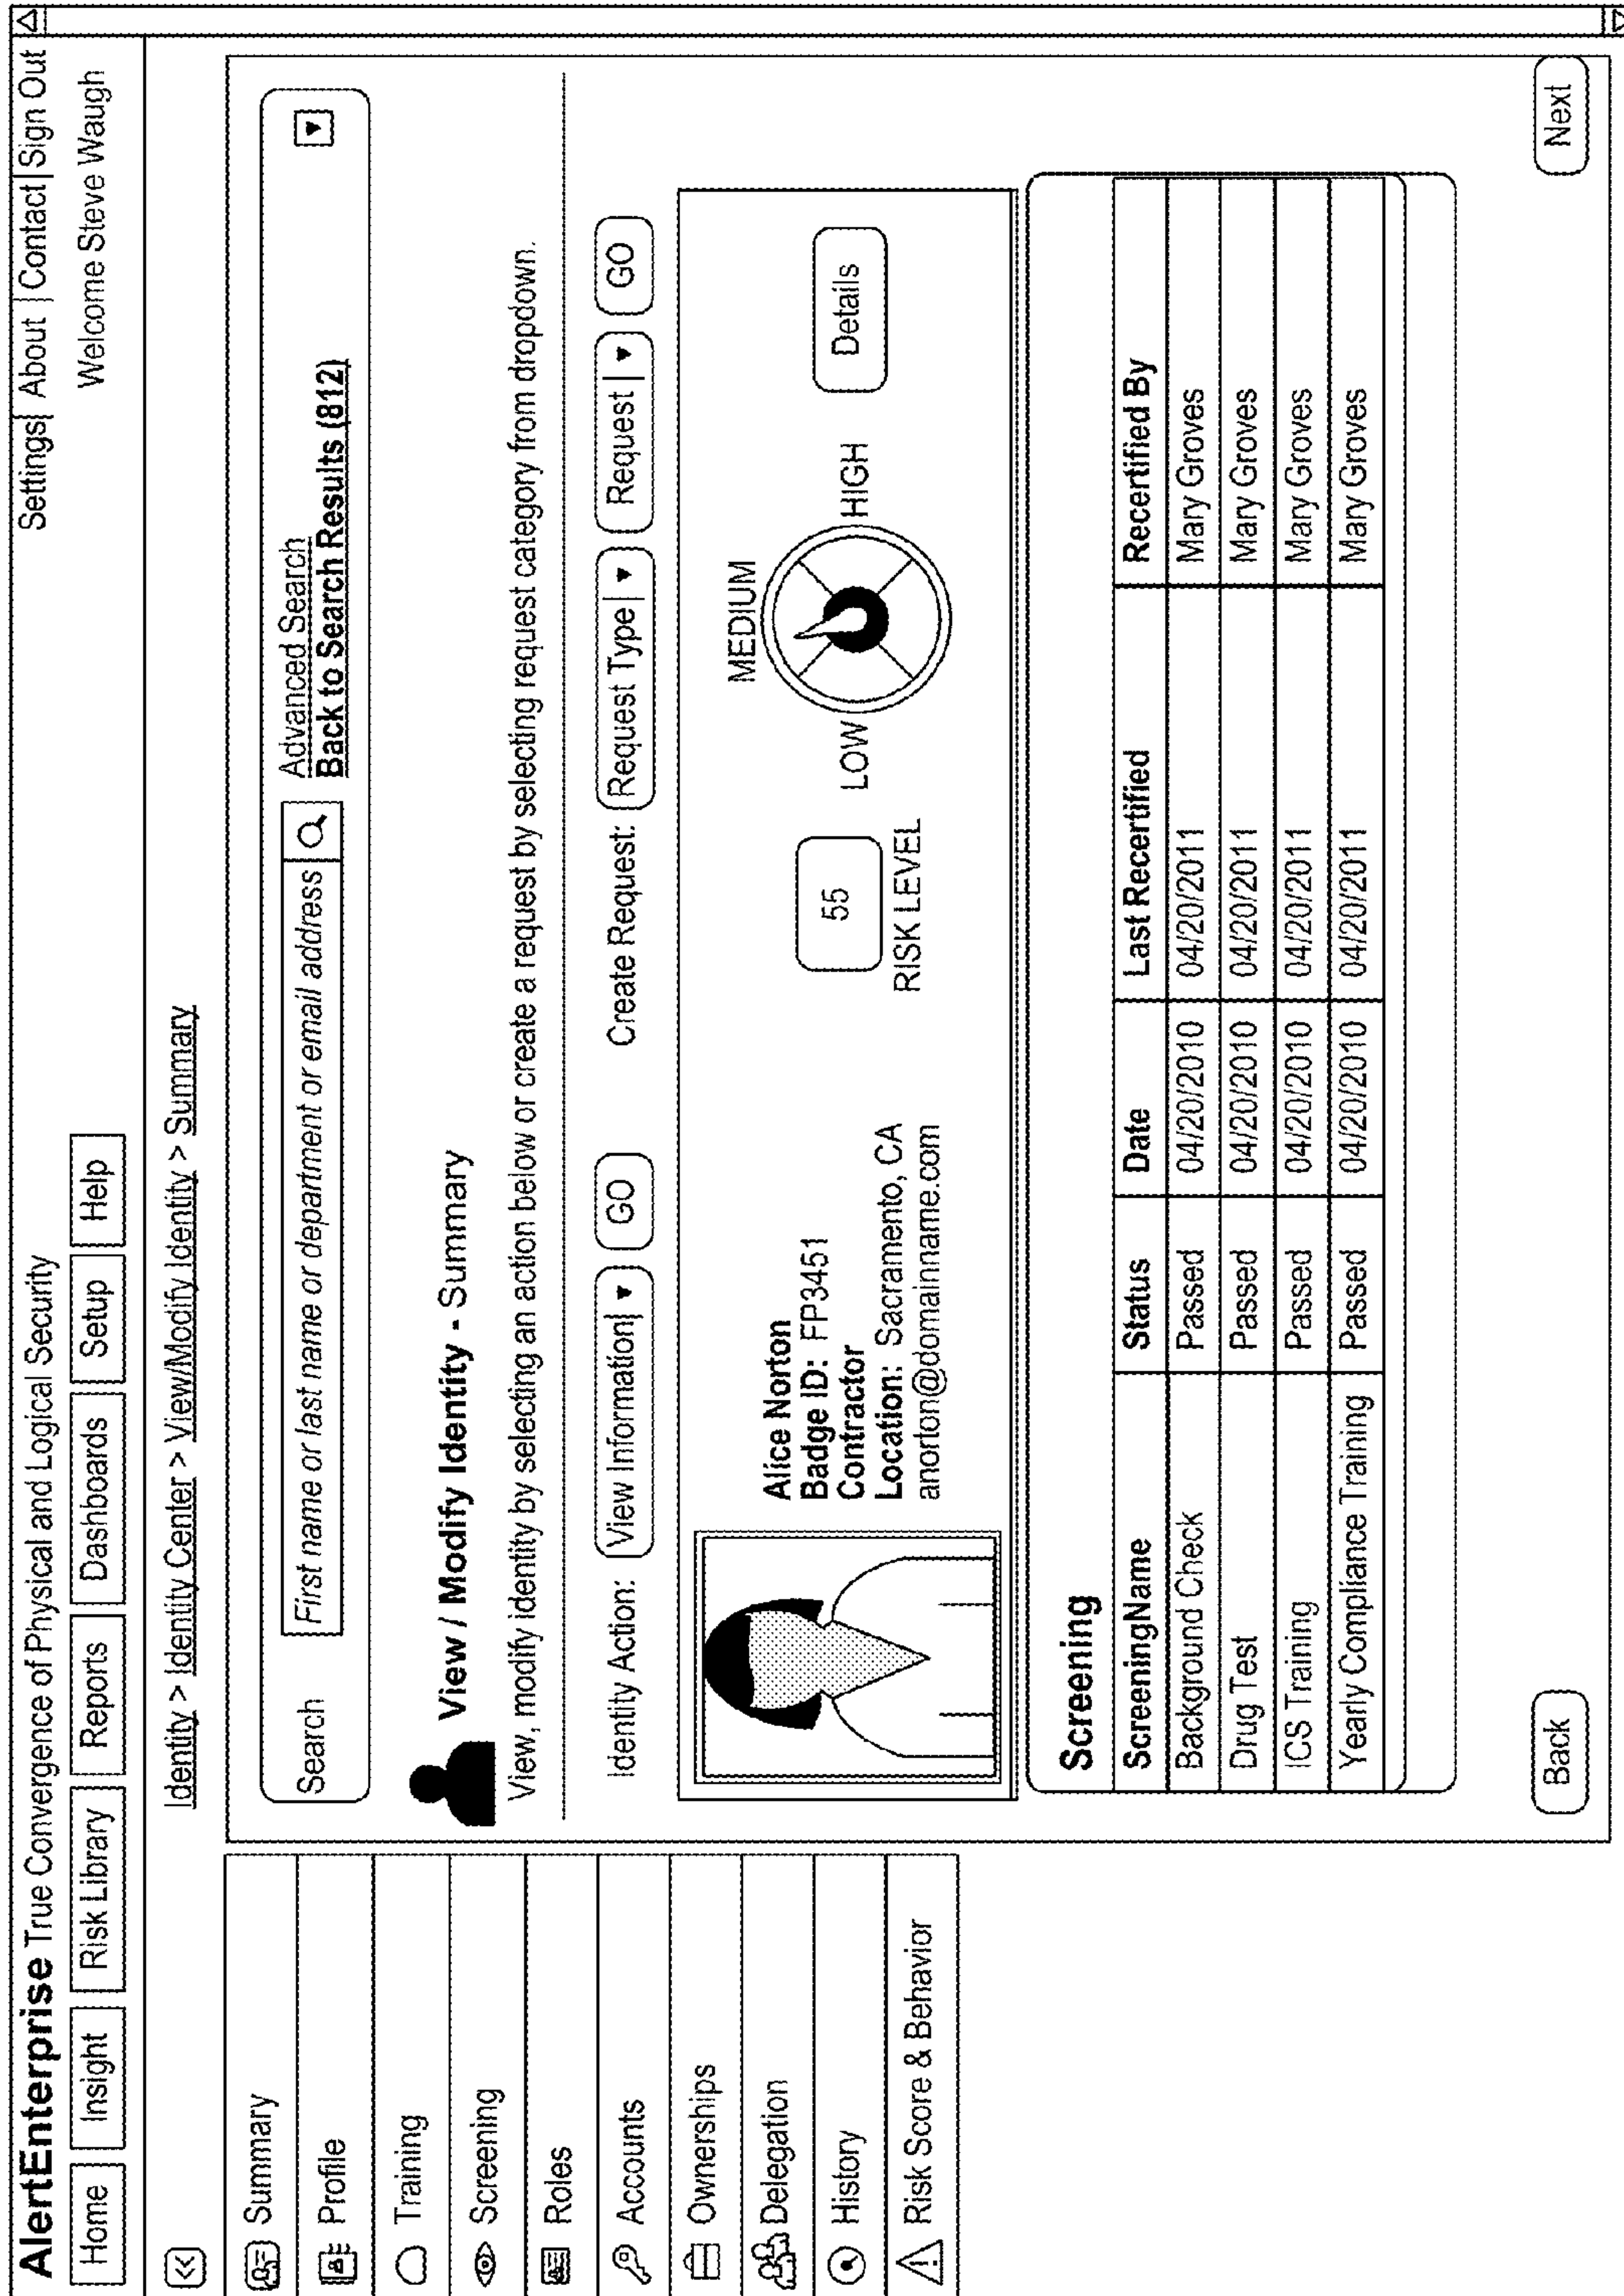 AlertEnterprise True Convergence of Physical and Logical Security
Settings| About | Contact | Sign Out
Welcome Steve Waugh
Home Insight Risk Library Reports Dashboards Setup Help
<<
Identity > Identity Center > View/Modify Identity > Summary
Summary
Profile
Training
Screening
Roles
Accounts
Ownerships
Delegation
History
Risk Score & Behavior
Search First name or last name or department or email address Advanced Search
Back to Search Results (812)
View / Modify Identity - Summary
View, modify identity by selecting an action below or create a request by selecting request category from dropdown.
Identity Action: View Information GO Create Request: Request Type Request GO
Alice Norton
Badge ID: FP3451
Contractor
Location: Sacramento, CA
anorton@domainname.com
55
RISK LEVEL
LOW MEDIUM HIGH
Details
Screening
ScreeningName Status Date Last Recertified Recertified By
Background Check Passed 04/20/2010 04/20/2011 Mary Groves
Drug Test Passed 04/20/2010 04/20/2011 Mary Groves
ICS Training Passed 04/20/2010 04/20/2011 Mary Groves
Yearly Compliance Training Passed 04/20/2010 04/20/2011 Mary Groves
Back Next